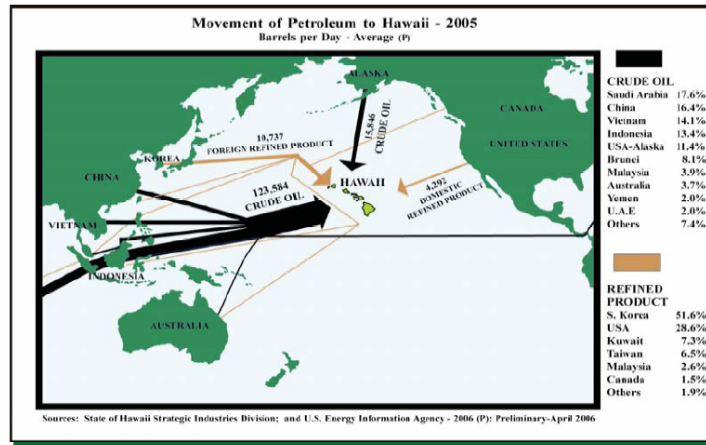 Movement of Petroleum to Hawaii - 2005
Barrels per Day - Average (P)
ALASKA
CANADA
UNITED STATES
15,846
CRUDE OIL
10,737
FOREIGN REFINED PRODUCT
KOREA
CHINA
HAWAII
4,292
DOMESTIC
REFINED PRODUCT
123,584
CRUDE OIL
VIETNAM
INDONESIA
AUSTRALIA
CRUDE OIL
Saudi Arabia 17.6%
China 16.4%
Vietnam 14.1%
Indonesia 13.4%
USA-Alaska 11.4%
Brunei 8.1%
Malaysia 3.9%
Australia 3.7%
Yemen 2.0%
U.A.E 2.0%
Others 7.4%
REFINED
PRODUCT
S. Korea 51.6%
USA 28.6%
Kuwait 7.3%
Taiwan 6.5%
Malaysia 2.6%
Canada 1.5%
Others 1.9%
Sources: State of Hawaii Strategic Industries Division; and U.S. Energy Information Agency - 2006 (P): Preliminary-April 2006